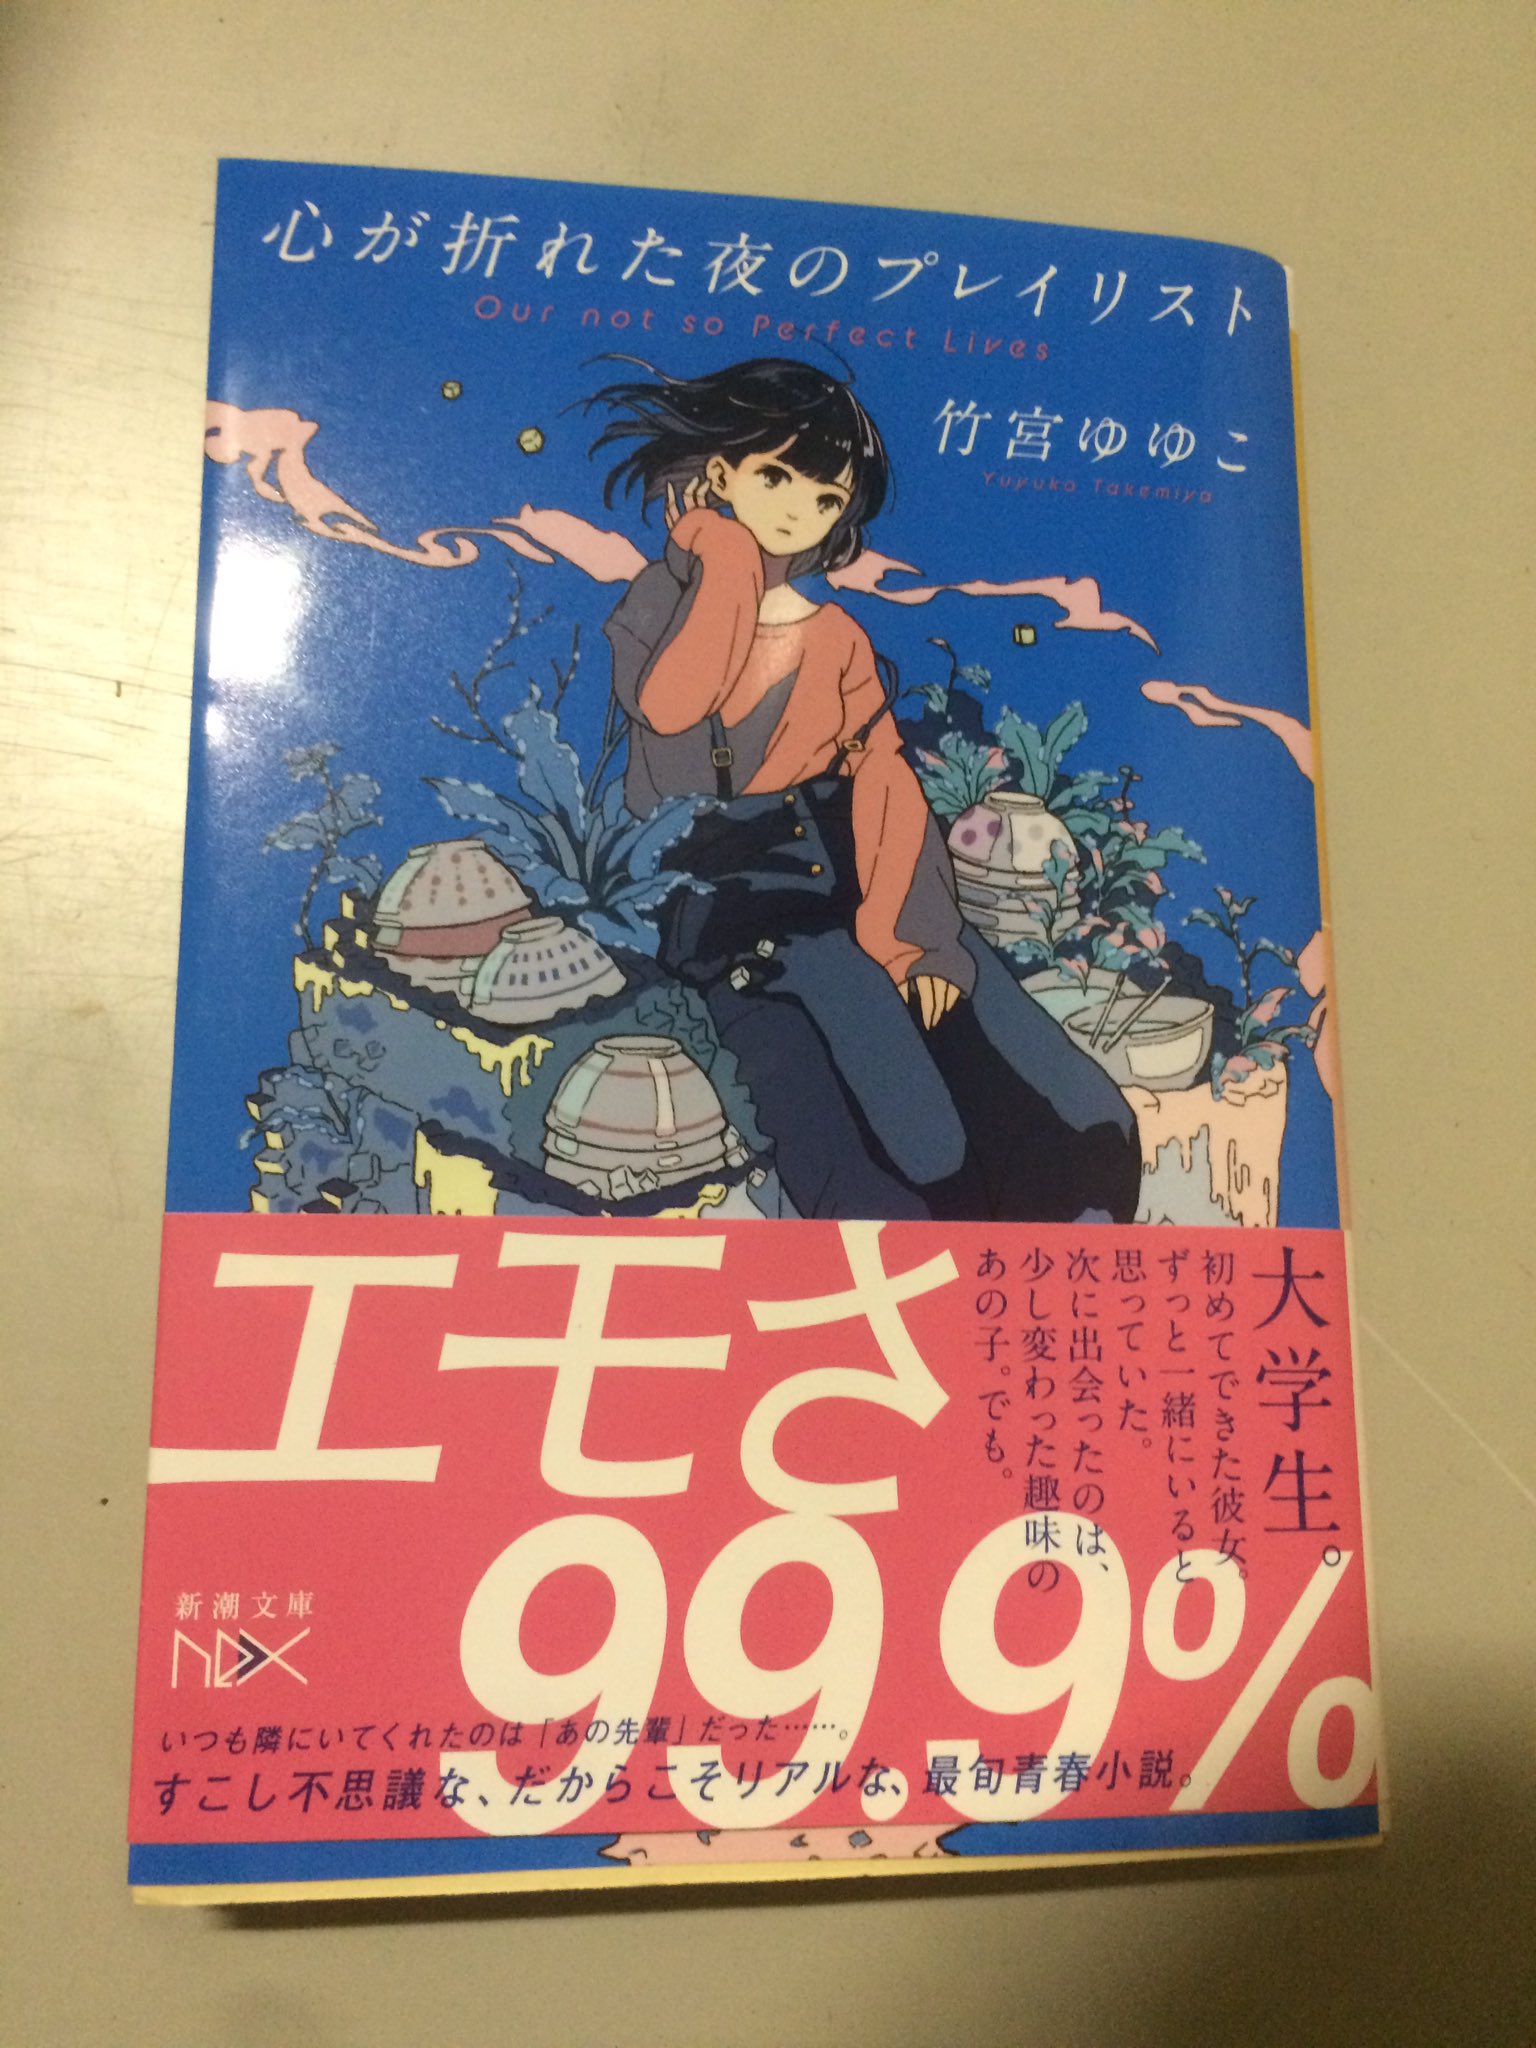 心が折れた夜のプレイリスト
Our not so Perfect Lives
竹宮ゆゆこ
Yuyuko Takemiya
大学生。
初めてできた彼女。
ずっと一緒にいると
思っていた。
次に出会ったのは、
少し変わった趣味の
あの子。でも。
エモさ
99.9%
新潮文庫
nex
いつも隣にいてくれたのは「あの先輩」だった……。
すこし不思議な、だからこそリアルな、最旬青春小説。